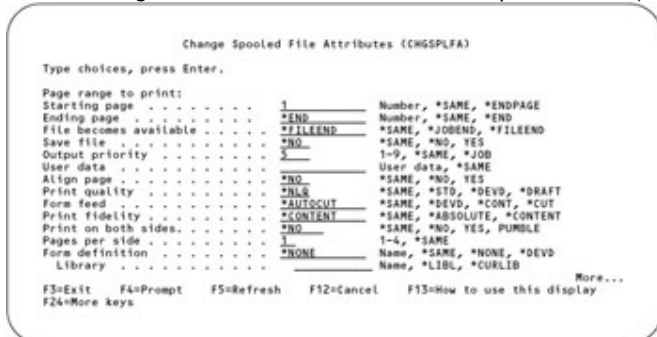 Change Spooled File Attributes (CHGSPLFA)
Type choices, press Enter.
Page range to print:
Starting page . . . . . . . . . 1 Number, *SAME, *ENDPAGE
Ending page . . . . . . . . . . *END Number, *SAME, *END
File becomes available . . . . . *FILEEND *SAME, *JOBEND, *FILEEND
Save file . . . . . . . . . . . *NO *SAME, *NO, YES
Output priority . . . . . . . . 5 1-9, *SAME, *JOB
User data . . . . . . . . . . . User data, *SAME
Align page . . . . . . . . . . . *NO *SAME, *NO, YES
Print quality . . . . . . . . . *NLQ *SAME, *STD, *DEVD, *DRAFT
Form feed . . . . . . . . . . . *AUTOCUT *SAME, *DEVD, *CONT, *CUT
Print fidelity . . . . . . . . . *CONTENT *SAME, *ABSOLUTE, *CONTENT
Print on both sides. . . . . . . *NO *SAME, *NO, YES, PUMBLE
Pages per side . . . . . . . . . 1 1-4, *SAME
Form definition . . . . . . . . *NONE Name, *SAME, *NONE, *DEVD
Library . . . . . . . . . . . Name, *LIBL, *CURLIB
More...
F3=Exit F4=Prompt F5=Refresh F12=Cancel F13=How to use this display
F24=More keys